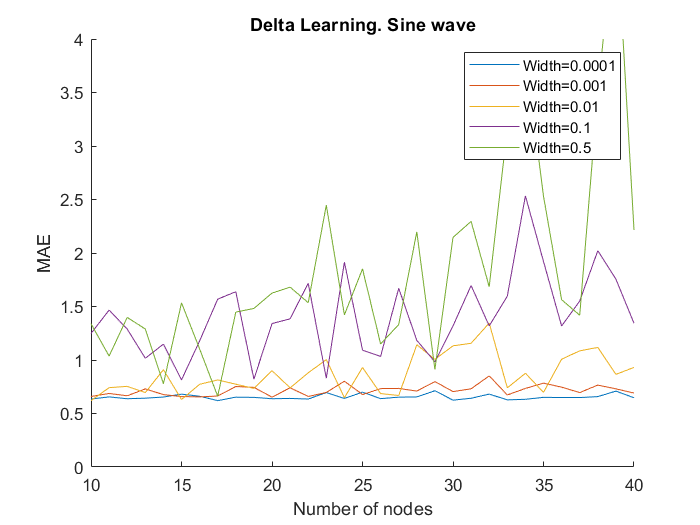 Delta Learning. Sine wave
4
3.5
3
2.5
2
1.5
1
0.5
0
MAE
Width=0.0001
Width=0.001
Width=0.01
Width=0.1
Width=0.5
10
15
20
25
30
35
40
Number of nodes